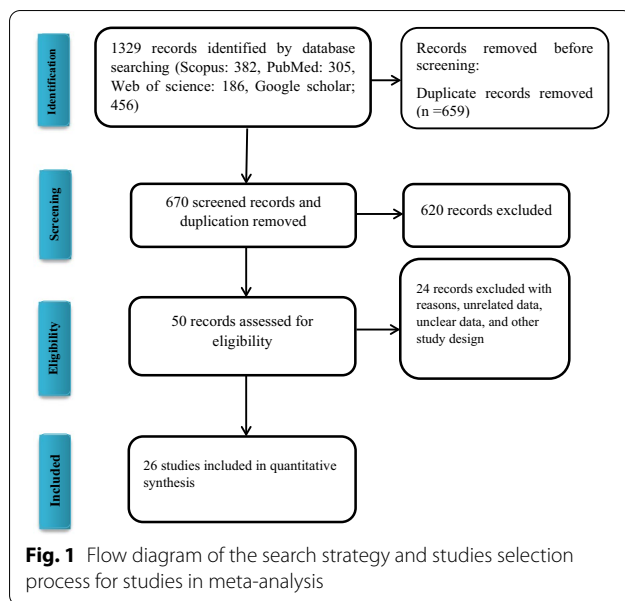 Identification
1329 records identified by database
searching (Scopus: 382, PubMed: 305,
Web of science: 186, Google scholar;
456)
Records removed before
screening:
Duplicate records removed
(n =659)
Screening
670 screened records and
duplication removed
620 records excluded
Eligibility
50 records assessed for
eligibility
24 records excluded with
reasons, unrelated data,
unclear data, and other
study design
Included
26 studies included in quantitative
synthesis
Fig. 1 Flow diagram of the search strategy and studies selection
process for studies in meta-analysis